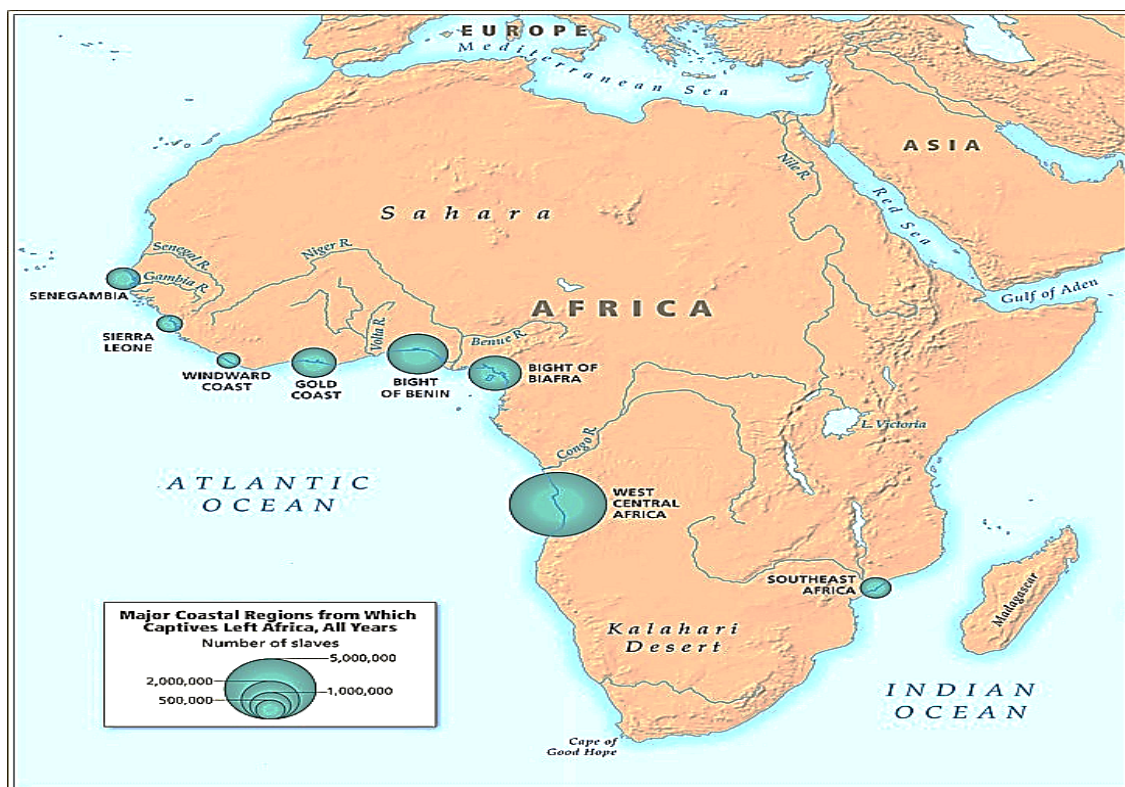 EUROPE
Mediterranean Sea
ASIA
Nile R.
Red Sea
Sahara
Niger R.
Senegal R.
Gambia R.
SENEGAMBIA
Gulf of Aden
AFRICA
Volta R.
Benue R.
SIERRA
LEONE
WINDWARD
COAST
GOLD
COAST
BIGHT
OF BENIN
BIGHT OF
BIAFRA
L. Victoria
Congo R.
ATLANTIC
OCEAN
WEST
CENTRAL
AFRICA
SOUTHEAST
AFRICA
Madagascar
Kalahari
Desert
INDIAN
OCEAN
Cape of
Good Hope
Major Coastal Regions from Which
Captives Left Africa, All Years
Number of slaves
5,000,000
2,000,000
1,000,000
500,000